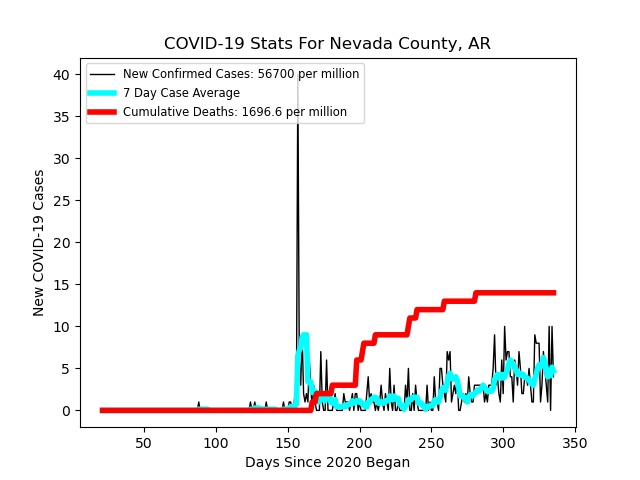 COVID-19 Stats For Nevada County, AR
New Confirmed Cases: 56700 per million
7 Day Case Average
Cumulative Deaths: 1696.6 per million
New COVID-19 Cases
40
35
30
25
20
15
10
5
0
50 100 150 200 250 300 350
Days Since 2020 Began